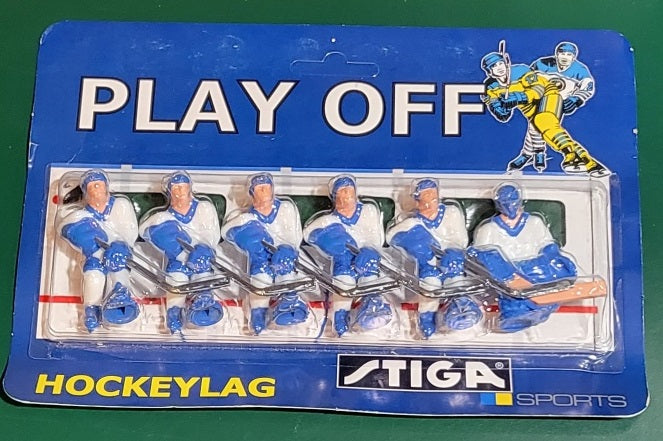 PLAY OFF
HOCKEYLAG
STIGA®
SPORTS